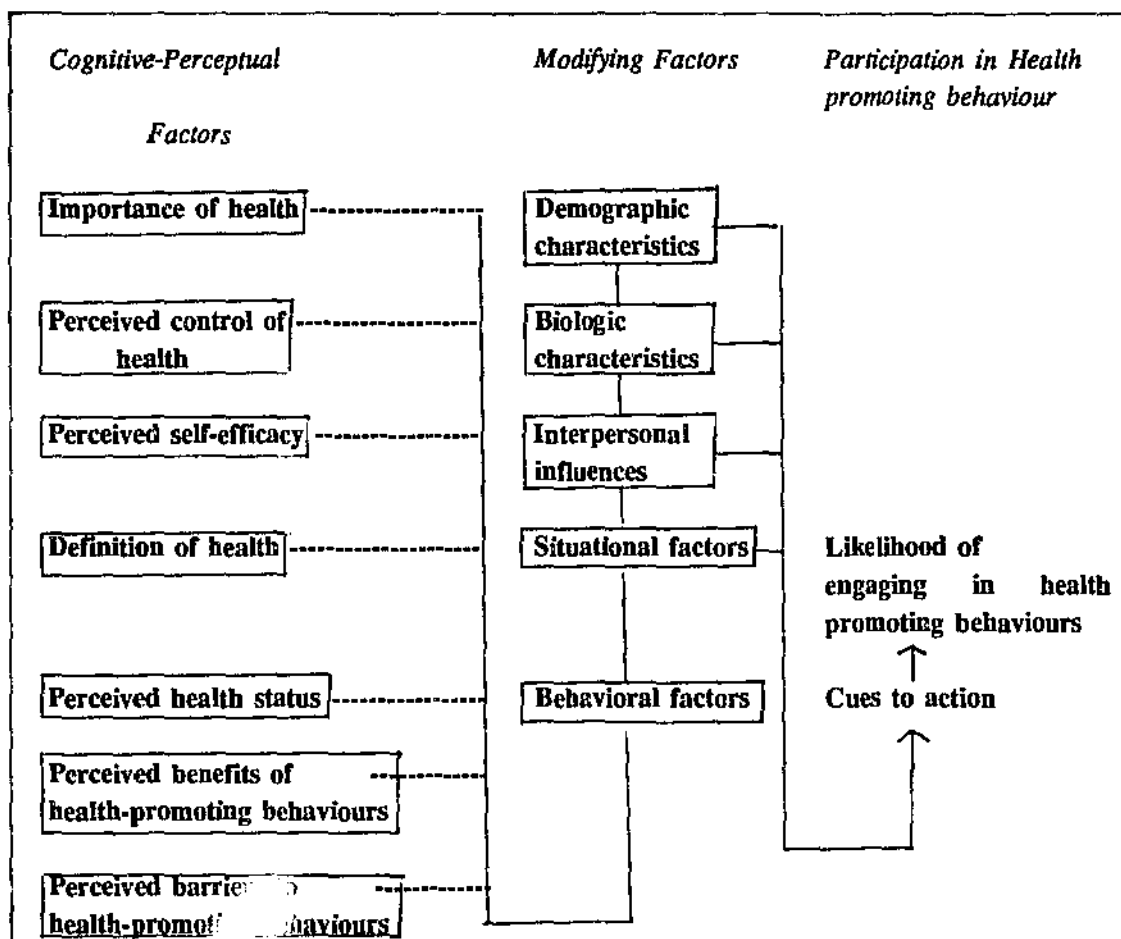 Cognitive-Perceptual
Factors
Importance of health
Perceived control of
health
Perceived self-efficacy
Definition of health
Perceived health status
Perceived benefits of
health-promoting behaviours
Perceived
health-promoting behaviours
Modifying Factors
Demographic
characteristics
Biologic
characteristics
Interpersonal
influences
Situational factors
Behavioral factors
Participation in Health
promoting behaviour
Likelihood of
engaging in health
promoting behaviours
Cues to action